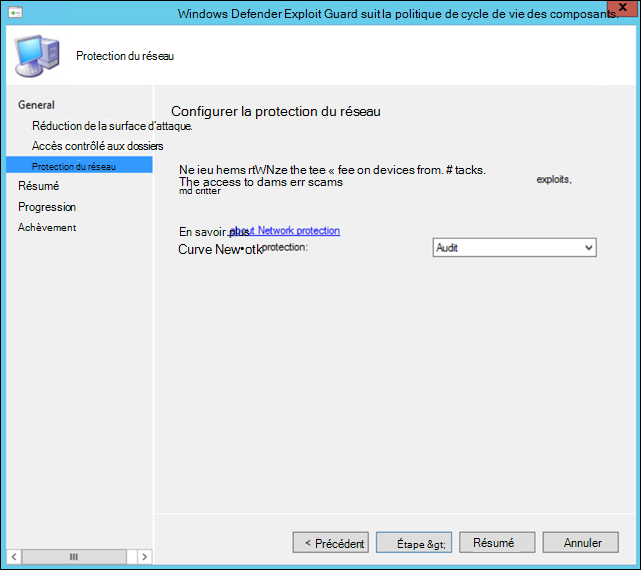 Windows Defender Exploit Guard suit la politique de cycle de vie des composants.
Protection du réseau
General
Réduction de la surface d'attaque.
Accès contrôlé aux dossiers
Protection du réseau
Résumé
Progression
Achèvement
Configurer la protection du réseau
Ne ieu hems rtWNze the tee « fee on devices from. # tacks.
exploits,
The access to dams err scams
md critter
En savoir plus about Network protection
Curve New•otk protection:
Audit
< Précédent
Étape &gt;
Résumé
Annuler